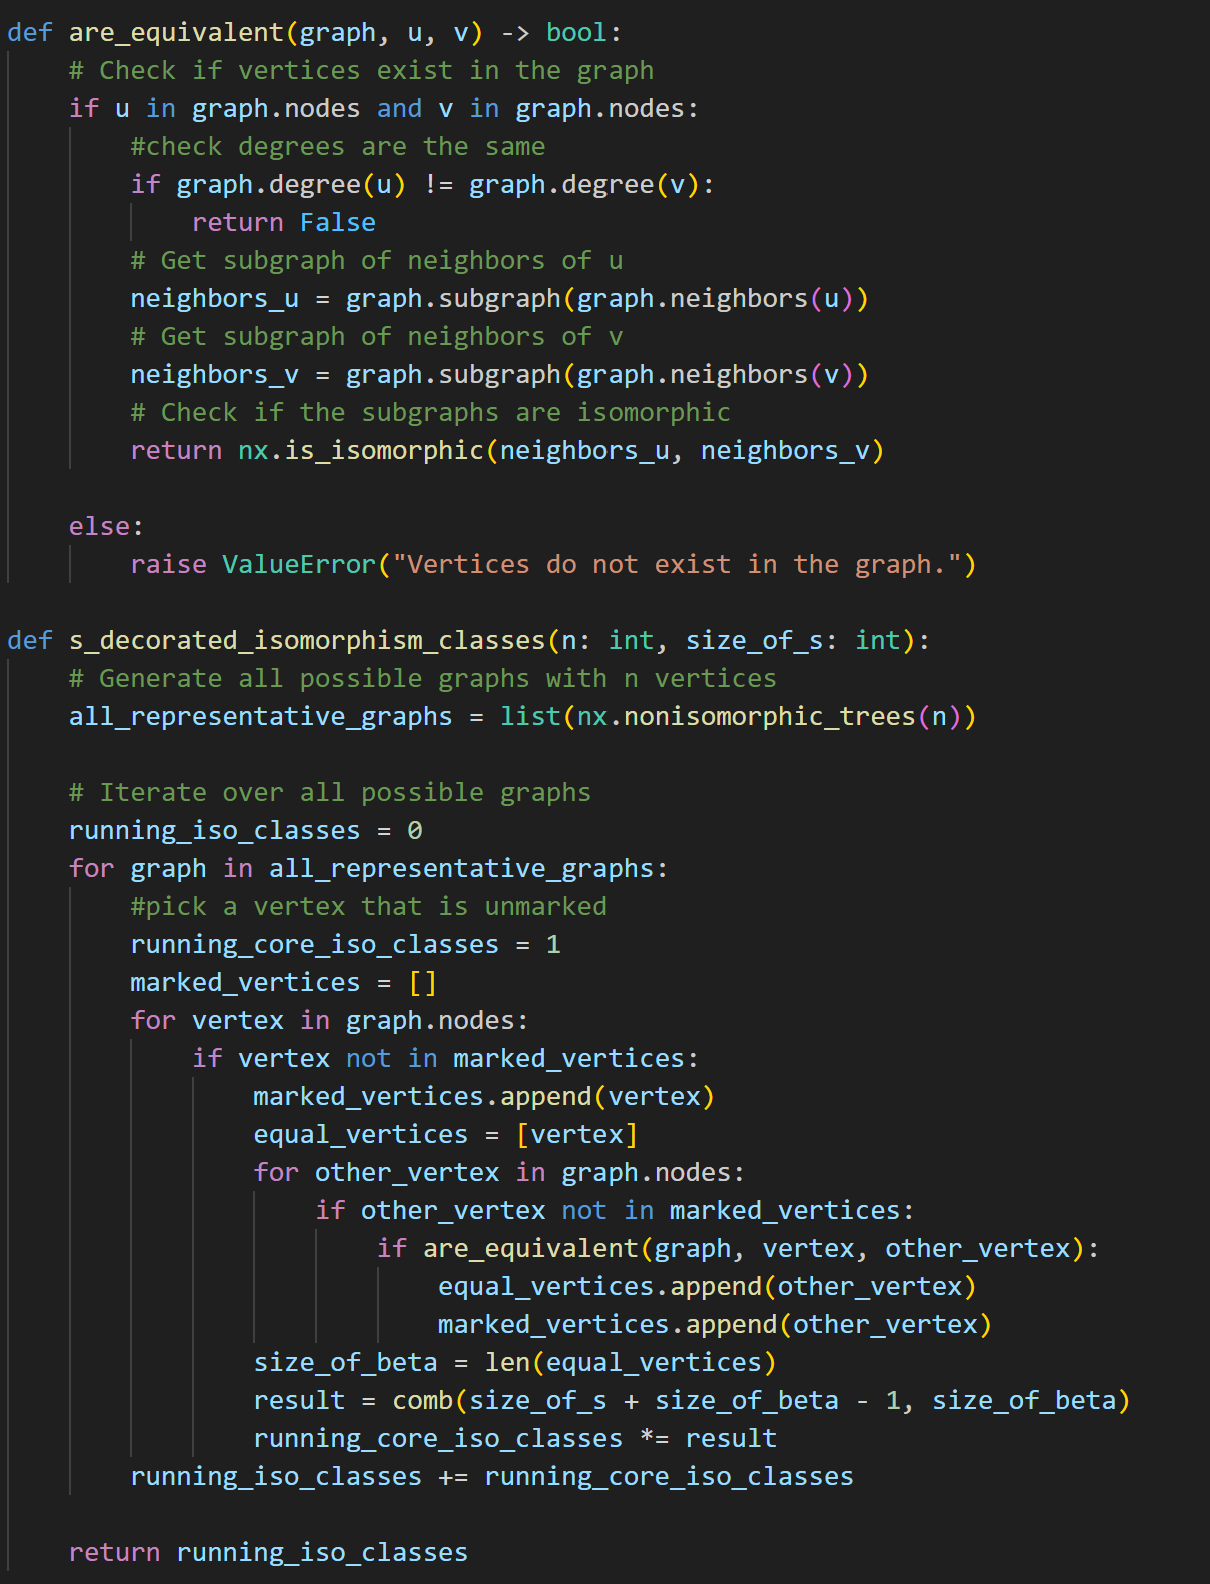 def are_equivalent(graph, u, v) -> bool:
    # Check if vertices exist in the graph
    if u in graph.nodes and v in graph.nodes:
        #check degrees are the same
        if graph.degree(u) != graph.degree(v):
            return False
        # Get subgraph of neighbors of u
        neighbors_u = graph.subgraph(graph.neighbors(u))
        # Get subgraph of neighbors of v
        neighbors_v = graph.subgraph(graph.neighbors(v))
        # Check if the subgraphs are isomorphic
        return nx.is_isomorphic(neighbors_u, neighbors_v)

    else:
        raise ValueError("Vertices do not exist in the graph.")

def s_decorated_isomorphism_classes(n: int, size_of_s: int):
    # Generate all possible graphs with n vertices
    all_representative_graphs = list(nx.nonisomorphic_trees(n))

    # Iterate over all possible graphs
    running_iso_classes = 0
    for graph in all_representative_graphs:
        #pick a vertex that is unmarked
        running_core_iso_classes = 1
        marked_vertices = []
        for vertex in graph.nodes:
            if vertex not in marked_vertices:
                marked_vertices.append(vertex)
                equal_vertices = [vertex]
                for other_vertex in graph.nodes:
                    if other_vertex not in marked_vertices:
                        if are_equivalent(graph, vertex, other_vertex):
                            equal_vertices.append(other_vertex)
                            marked_vertices.append(other_vertex)
                size_of_beta = len(equal_vertices)
                result = comb(size_of_s + size_of_beta - 1, size_of_beta)
                running_core_iso_classes *= result
        running_iso_classes += running_core_iso_classes

    return running_iso_classes